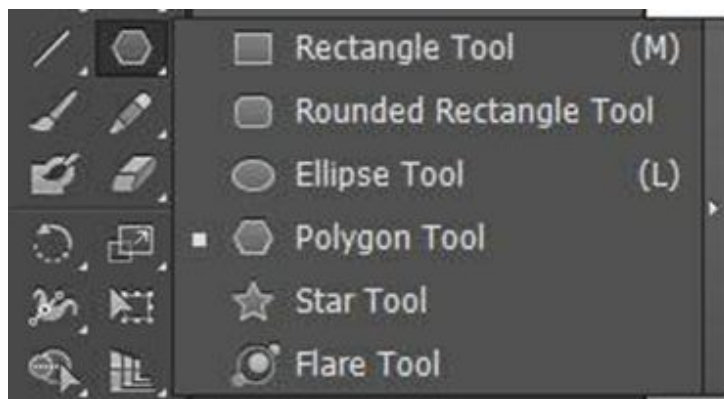 Rectangle Tool (M)
Rounded Rectangle Tool
Ellipse Tool (L)
Polygon Tool
Star Tool
Flare Tool